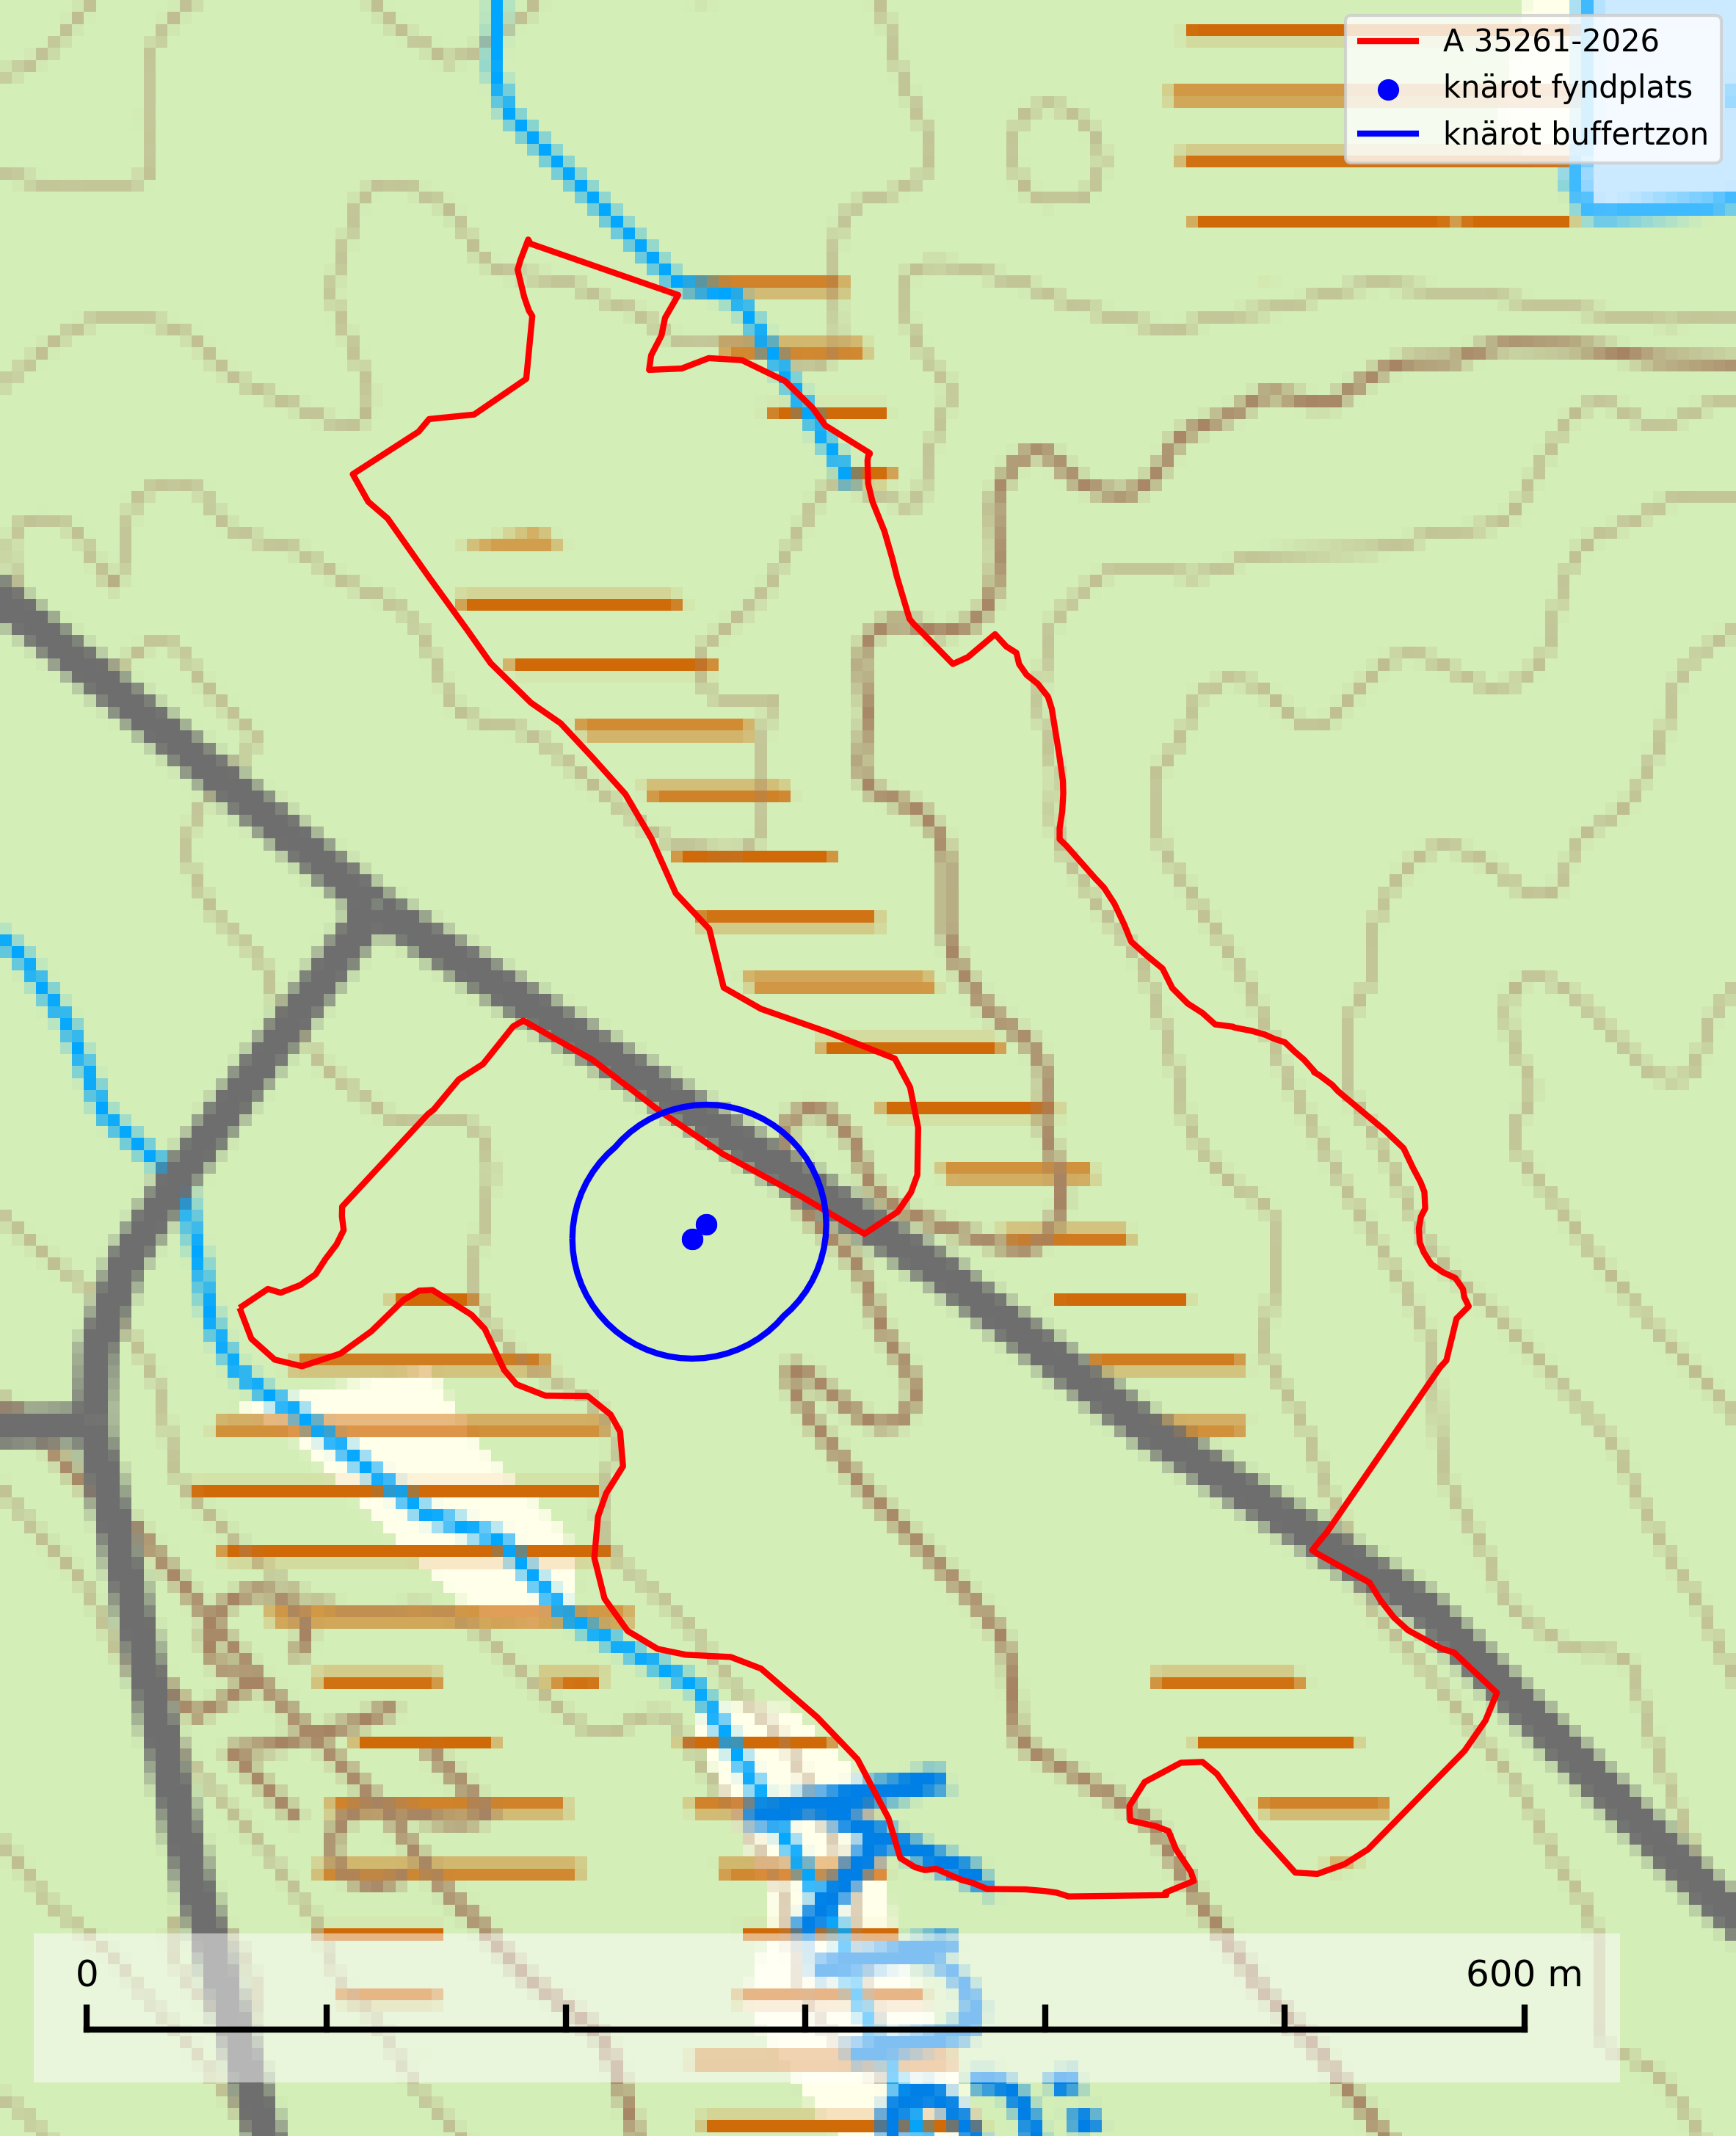 A 35261-2026
knärot fyndplats
knärot buffertzon
0
600 m